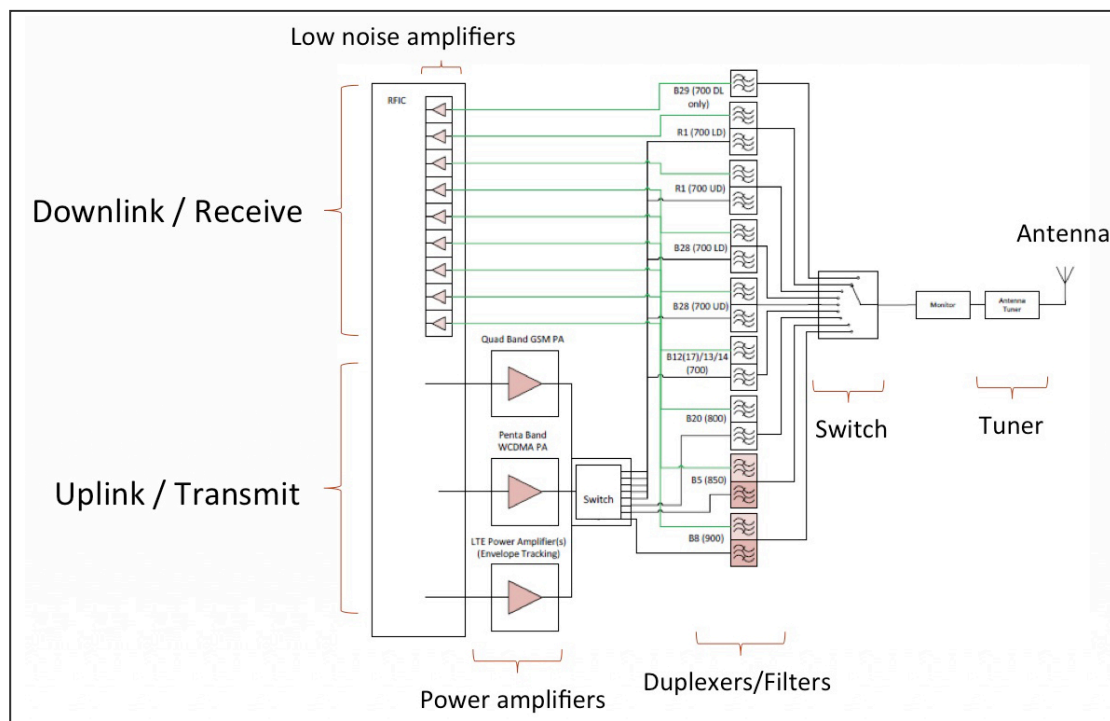 Low noise amplifiers
RFIC
B29 (700 DL
only)
R1 (700 LD)
R1 (700 UD)
Downlink / Receive
Antenna
B28 (700 LD)
B28 (700 UD)
Monitor
Antenna
Tuner
Quad Band GSM PA
B12(17)/13/14
(700)
B20 (800)
Switch
Tuner
Penta Band
WCDMA PA
Uplink / Transmit
Switch
B5 (850)
LTE Power Amplifier(s)
(Envelope Tracking)
B8 (900)
Power amplifiers
Duplexers/Filters